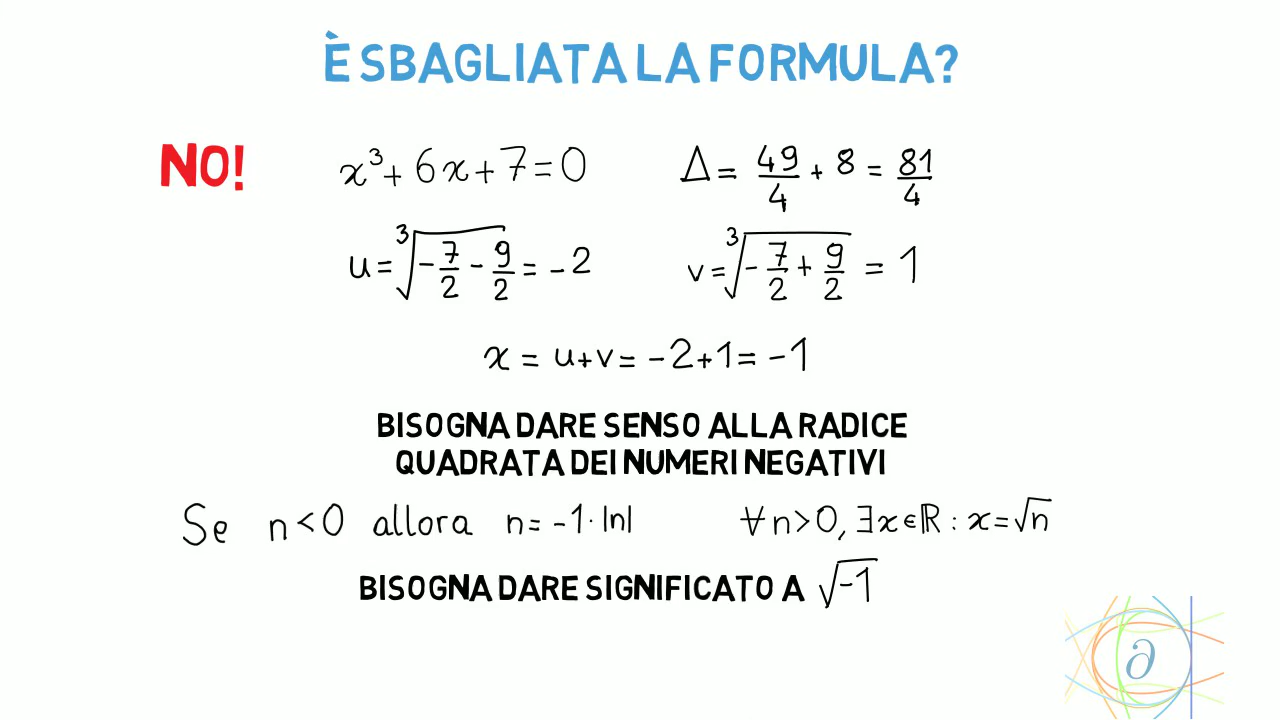 È SBAGLIATA LA FORMULA?
NO! x³+6x+7=0 Δ= 49/4 + 8 = 81/4
u=∛(-7/2-9/2)=-2 v=∛(-7/2+9/2)=1
x = u+v= -2+1= -1
BISOGNA DARE SENSO ALLA RADICE
QUADRATA DEI NUMERI NEGATIVI
Se n<0 allora n= -1·|n| ∀n>0, ∃x∈ℝ: x=√n
BISOGNA DARE SIGNIFICATO A √-1
∂